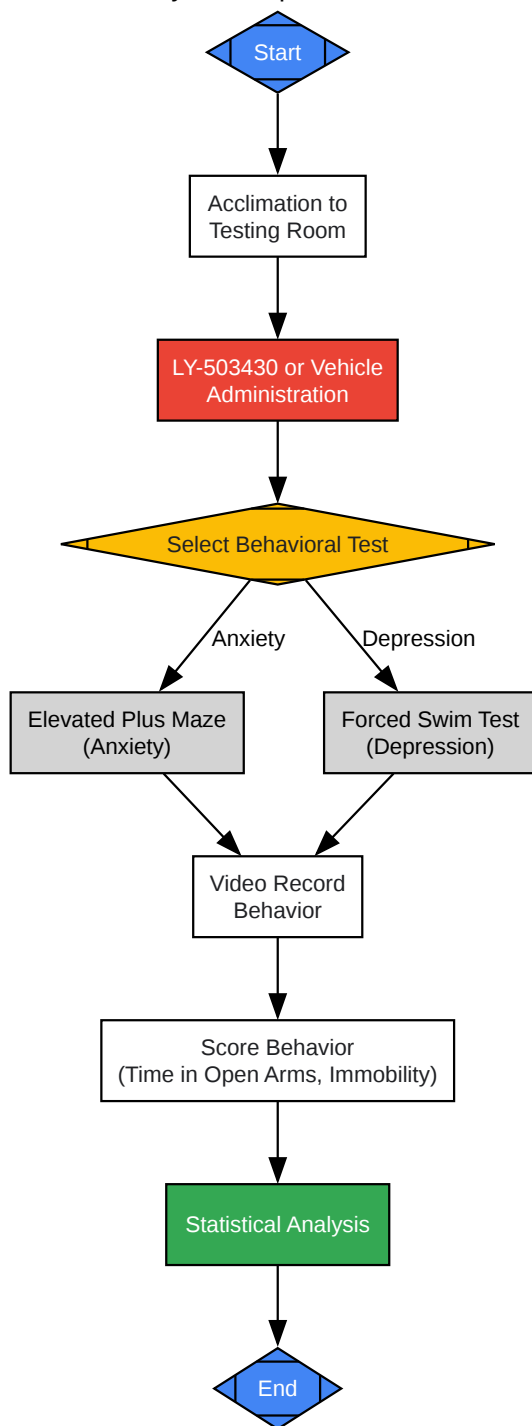 Start
Acclimation to
Testing Room
LY-503430 or Vehicle
Administration
Select Behavioral Test
Anxiety
Depression
Elevated Plus Maze
(Anxiety)
Forced Swim Test
(Depression)
Video Record
Behavior
Score Behavior
(Time in Open Arms, Immobility)
Statistical Analysis
End